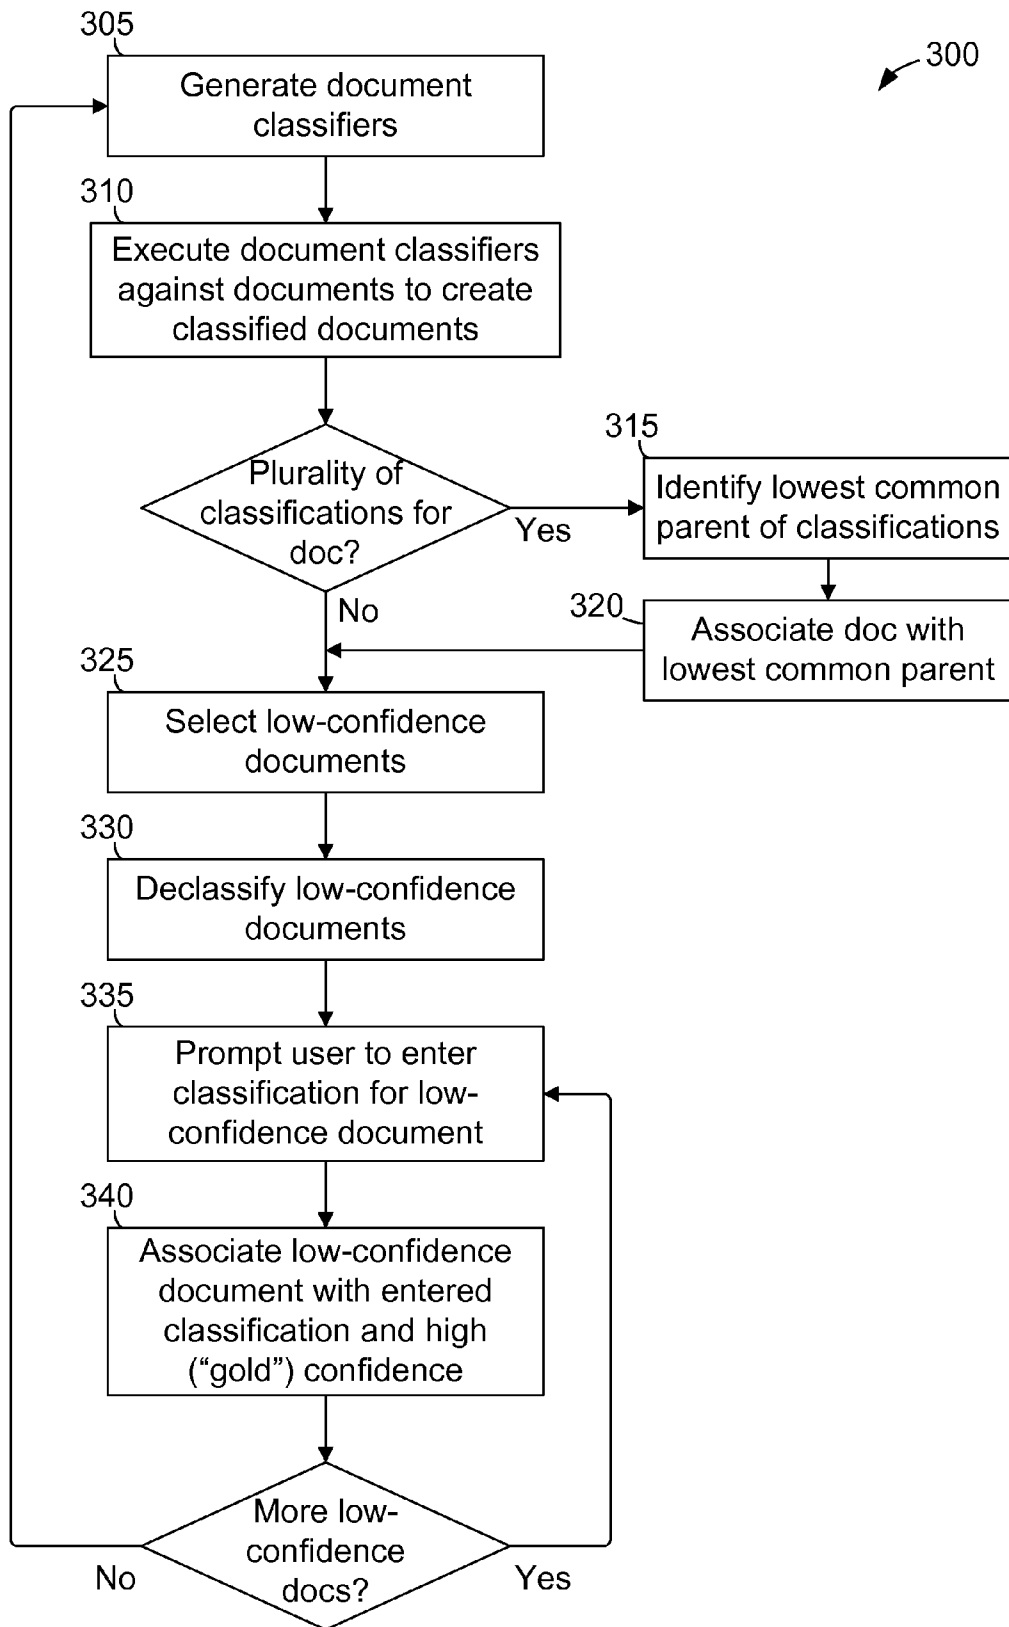 305
300
Generate document
classifiers
310
Execute document classifiers
against documents to create
classified documents
Plurality of
classifications for
doc?
Yes
No
315
Identify lowest common
parent of classifications
320
Associate doc with
lowest common parent
325
Select low-confidence
documents
330
Declassify low-confidence
documents
335
Prompt user to enter
classification for low-
confidence document
340
Associate low-confidence
document with entered
classification and high
(“gold”) confidence
More low-
confidence
docs?
No
Yes